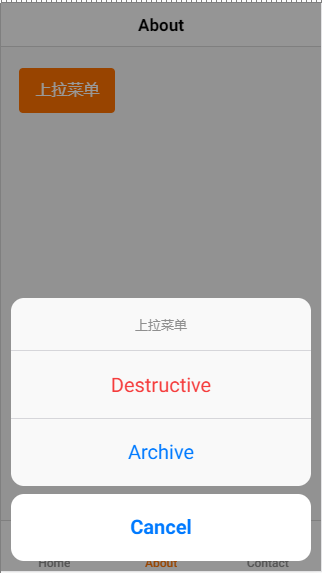 About
上拉菜单
上拉菜单
Destructive
Archive
Cancel
Home About Contact